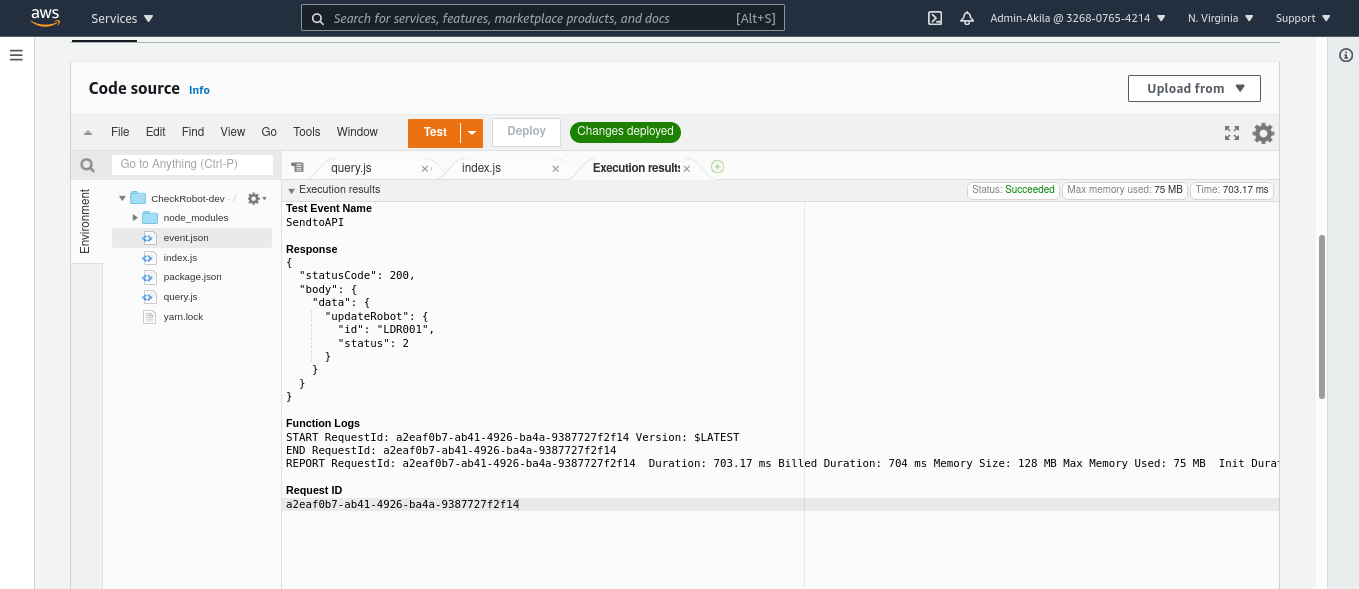 aws Services Search for services, features, marketplace products, and docs [Alt+S] Admin-Akila @ 3268-0765-4214 N. Virginia Support
Code source Info Upload from
File Edit Find View Go Tools Window Test Deploy Changes deployed
Go to Anything (Ctrl-P) query.js index.js Execution results
Environment
CheckRobot-dev - /
node_modules
event.json
index.js
package.json
query.js
yarn.lock
Execution results Status: Succeeded Max memory used: 75 MB Time: 703.17 ms
Test Event Name
SendtoAPI
Response
{
  "statusCode": 200,
  "body": {
    "data": {
      "updateRobot": {
        "id": "LDR001",
        "status": 2
      }
    }
  }
}
Function Logs
START RequestId: a2eaf0b7-ab41-4926-ba4a-9387727f2f14 Version: $LATEST
END RequestId: a2eaf0b7-ab41-4926-ba4a-9387727f2f14
REPORT RequestId: a2eaf0b7-ab41-4926-ba4a-9387727f2f14  Duration: 703.17 ms Billed Duration: 704 ms Memory Size: 128 MB Max Memory Used: 75 MB  Init
Request ID
a2eaf0b7-ab41-4926-ba4a-9387727f2f14